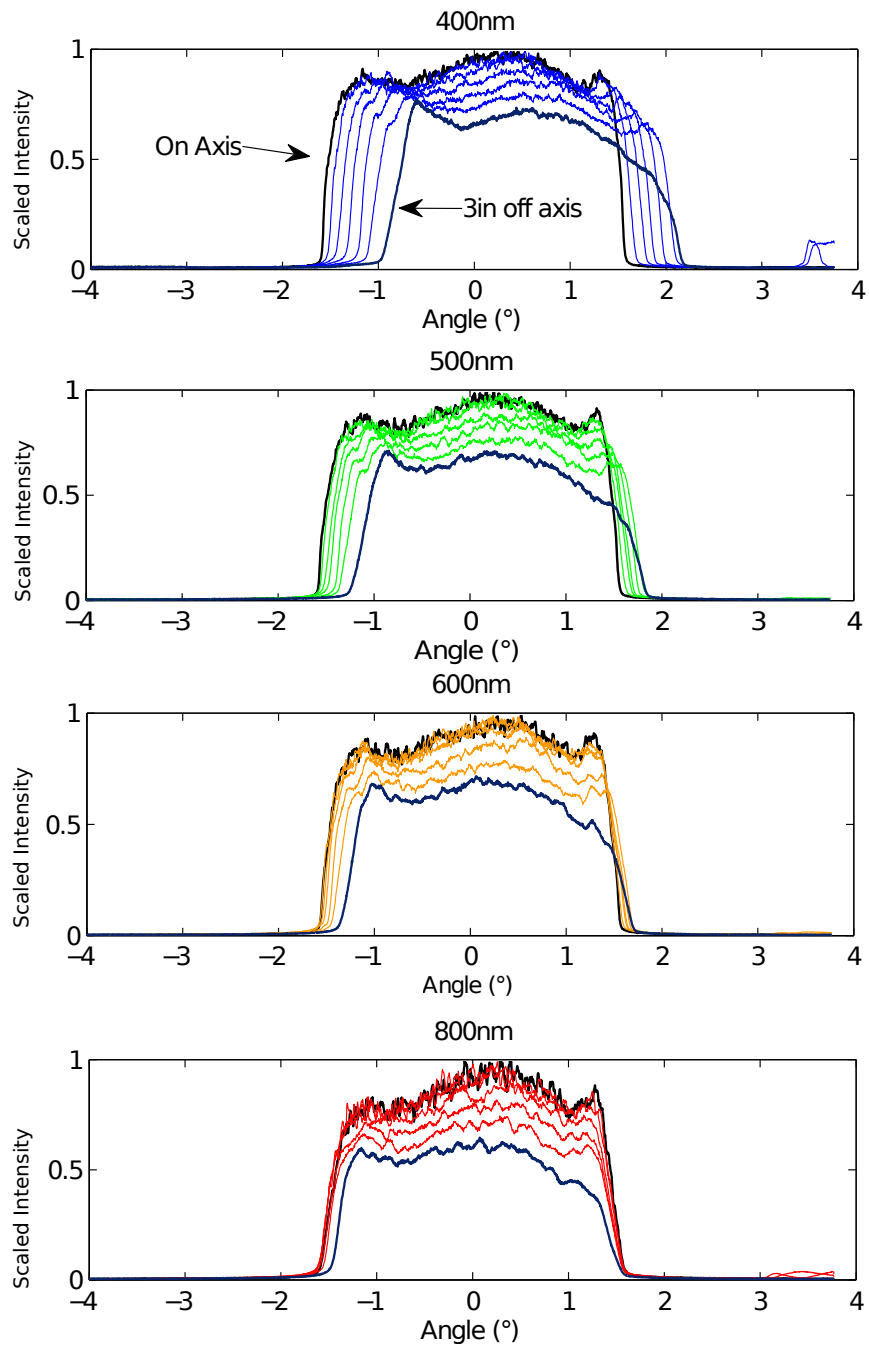 400nm
1
0.5
0
Scaled Intensity
On Axis
3in off axis
−4 −3 −2 −1 0 1 2 3 4
Angle (°)
500nm
1
0.5
0
Scaled Intensity
−4 −3 −2 −1 0 1 2 3 4
Angle (°)
600nm
1
0.5
0
Scaled Intensity
−4 −3 −2 −1 0 1 2 3 4
Angle (°)
800nm
1
0.5
0
Scaled Intensity
−4 −3 −2 −1 0 1 2 3 4
Angle (°)